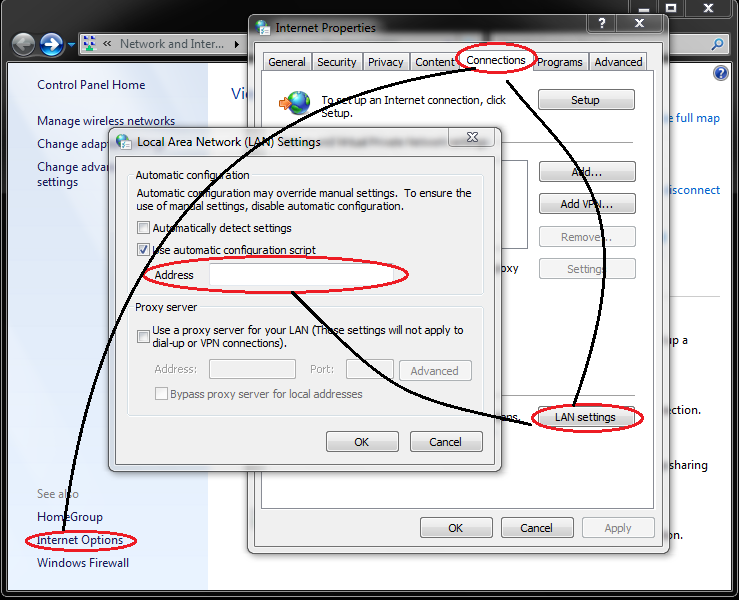 Internet Properties
?
« Network and Inter...
General Security Privacy Content Connections Programs Advanced
Control Panel Home
Manage wireless networks
Change adap
Change advan
settings
See also
HomeGroup
Internet Options
Windows Firewall
To set up an Internet connection, click
Setup.
Setup
Add...
Add VPN...
Remove...
Settings
oxy
LAN settings
OK Cancel Apply
Local Area Network (LAN) Settings
Automatic configuration
Automatic configuration may override manual settings. To ensure the
use of manual settings, disable automatic configuration.
Automatically detect settings
Use automatic configuration script
Address
Proxy server
Use a proxy server for your LAN (These settings will not apply to
dial-up or VPN connections).
Address: Port: Advanced
Bypass proxy server for local addresses
OK Cancel
e full map
isconnect
up a
ection.
sharing
on.